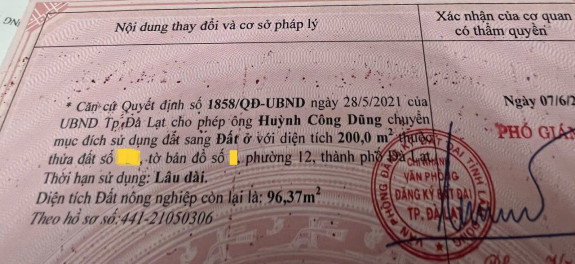 Nội dung thay đổi và cơ sở pháp lý
Xác nhận của cơ quan
có thẩm quyền
* Căn cứ Quyết định số 1858/QĐ-UBND ngày 28/5/2021 của
UBND Tp.Đà Lạt cho phép ông Huỳnh Công Dũng chuyển
mục đích sử dụng đất sang Đất ở với diện tích 200,0 m² thuộc
thửa đất số , tờ bản đồ số , phường 12, thành phố Đà Lạt.
Thời hạn sử dụng: Lâu dài.
Diện tích Đất nông nghiệp còn lại là: 96,37m²
Theo hồ sơ số:441-21050306
Ngày 07/6/2
PHÓ GIÁM
CHI NHÁNH
VĂN PHÒNG
ĐĂNG KÝ ĐẤT ĐAI
TP. ĐÀ LẠT